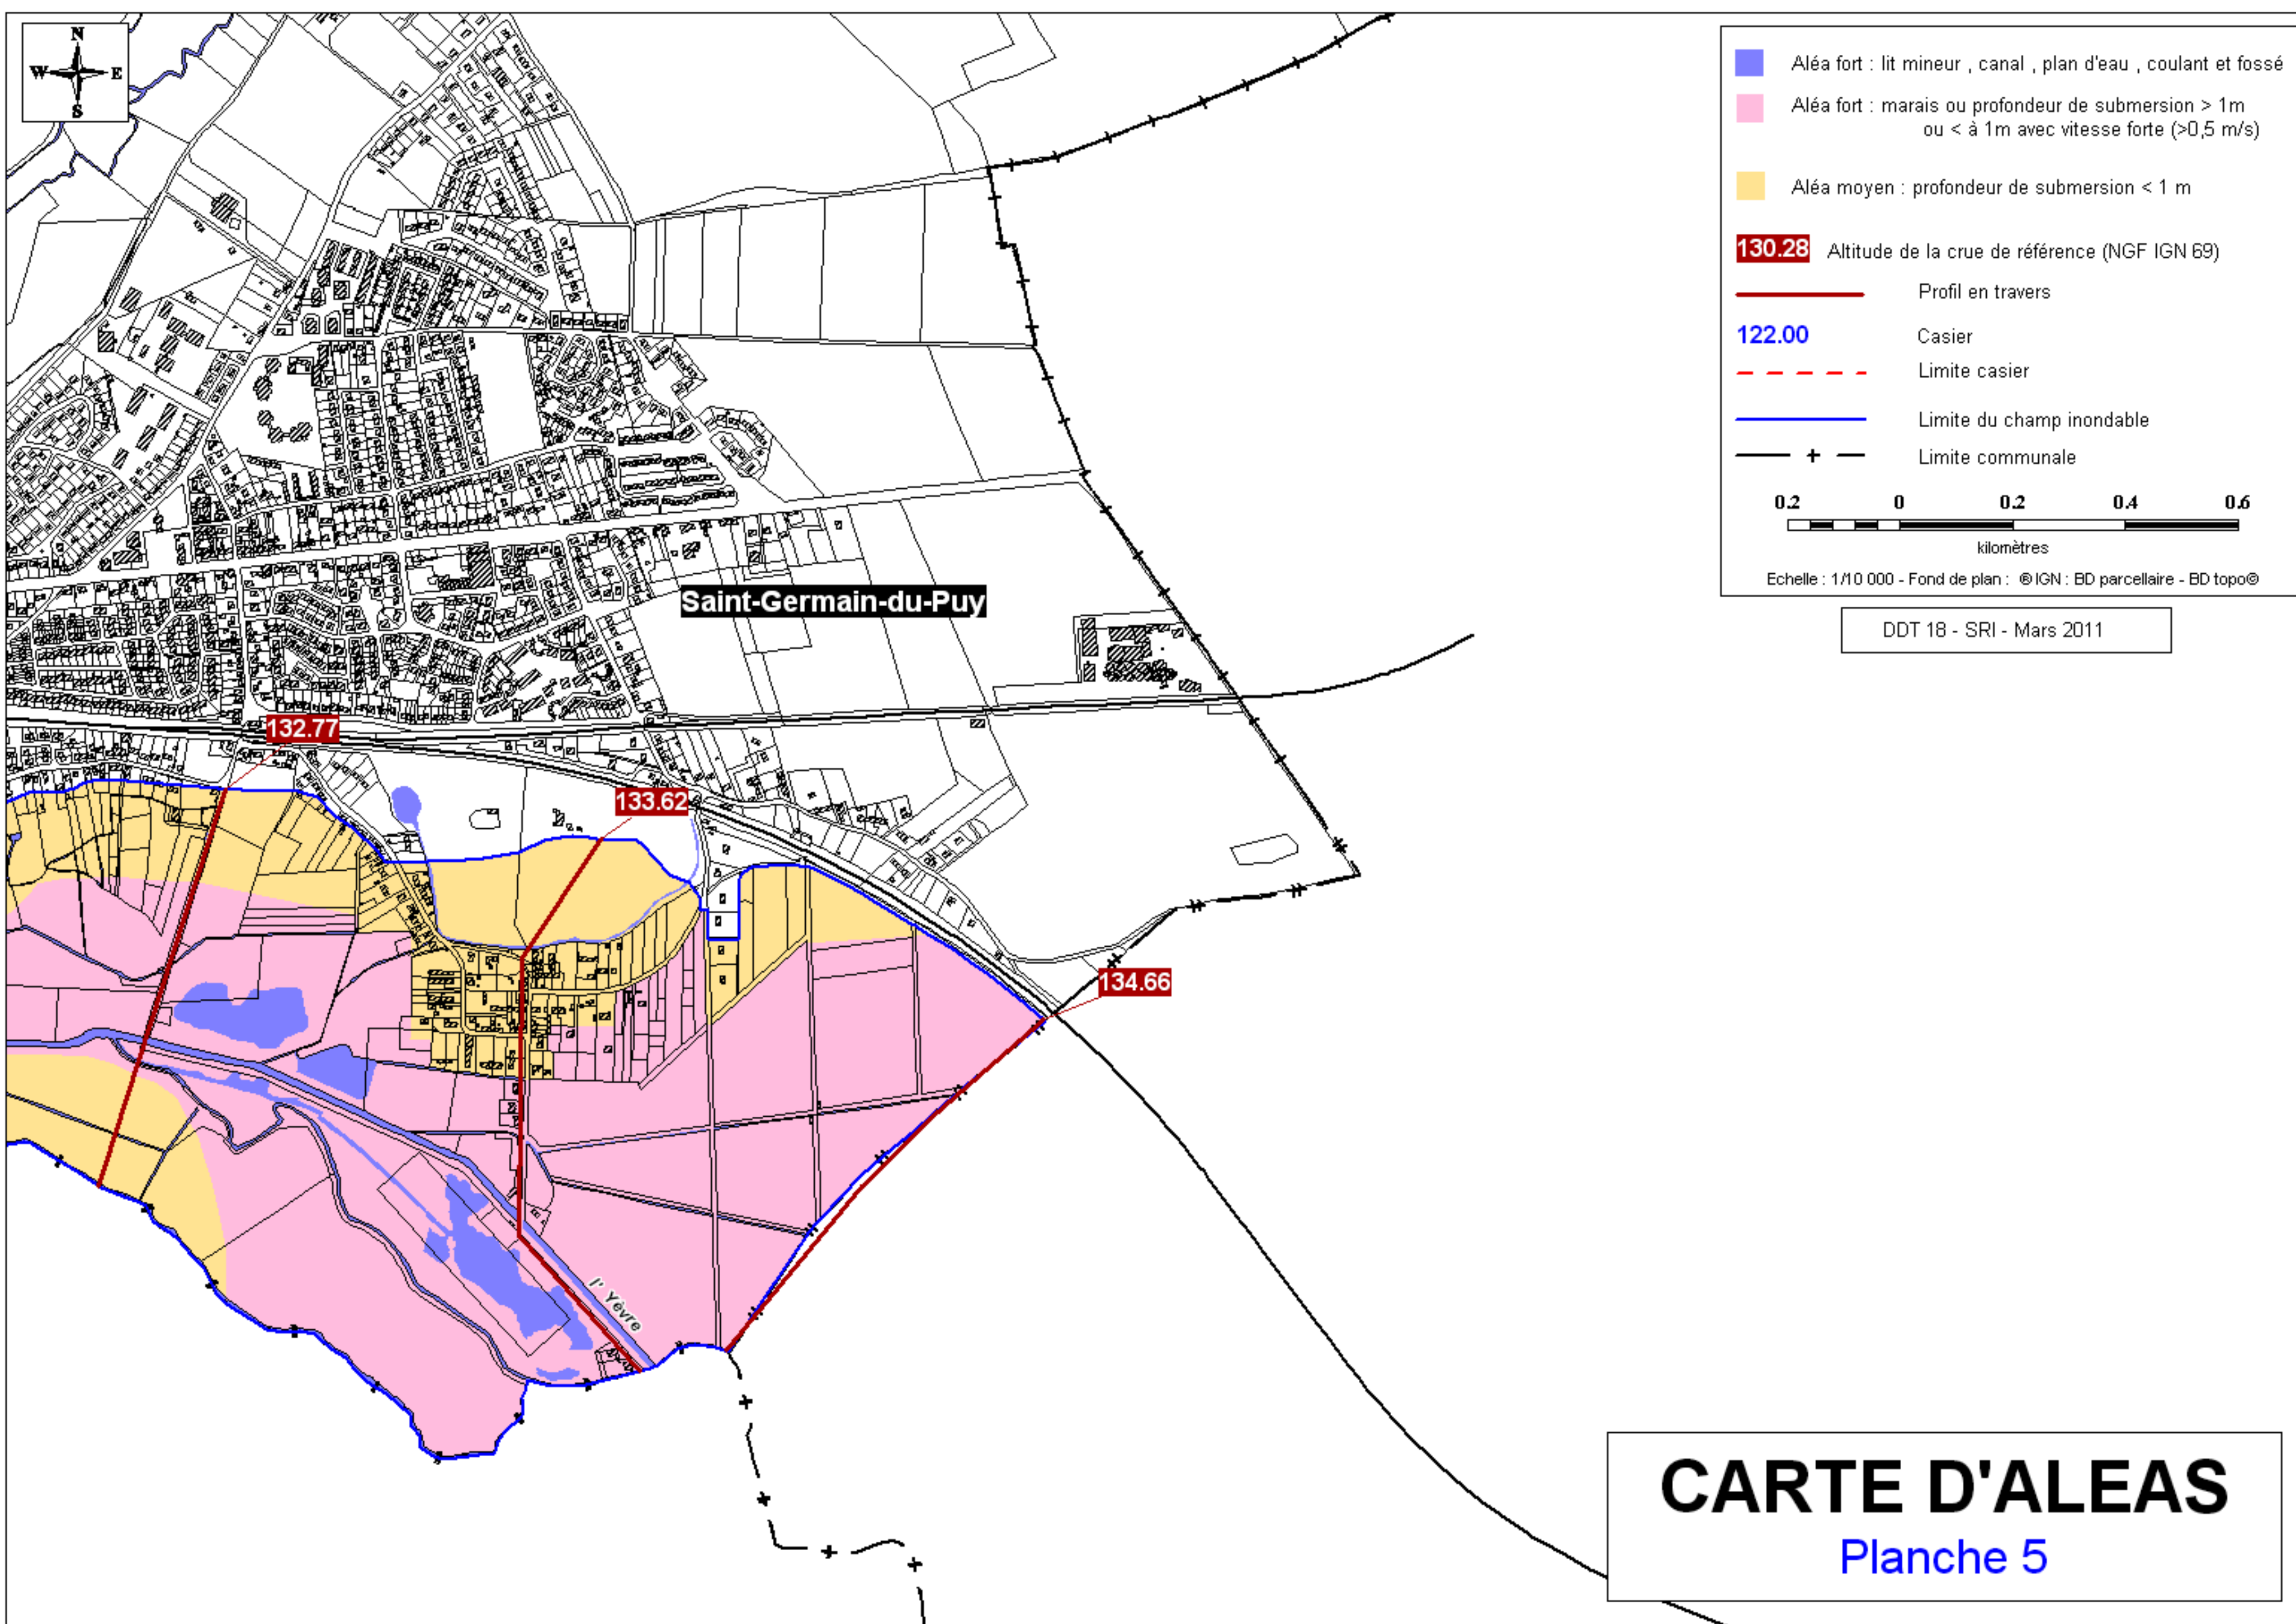 N
W E
S
Aléa fort : lit mineur , canal , plan d'eau , coulant et fossé
Aléa fort : marais ou profondeur de submersion > 1m
ou < à 1m avec vitesse forte (>0,5 m/s)
Aléa moyen : profondeur de submersion < 1 m
130.28 Altitude de la crue de référence (NGF IGN 69)
Profil en travers
122.00 Casier
Limite casier
Limite du champ inondable
Limite communale
0.2 0 0.2 0.4 0.6
kilomètres
Echelle : 1/10 000 - Fond de plan : ®IGN : BD parcellaire - BD topo©
DDT 18 - SRI - Mars 2011
Saint-Germain-du-Puy
132.77
133.62
134.66
l' Yèvre
CARTE D'ALEAS
Planche 5